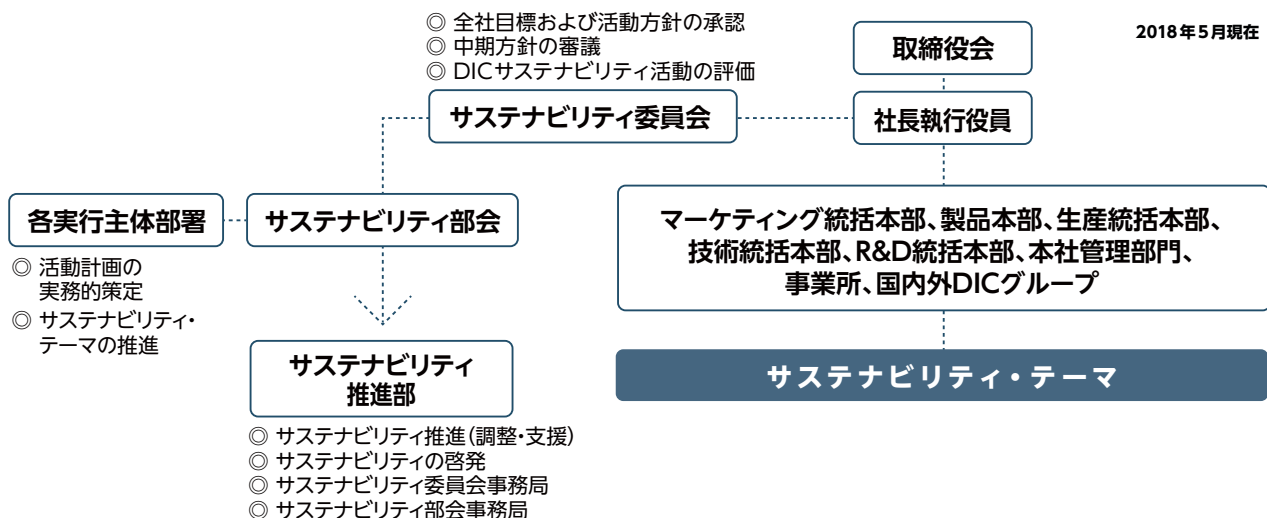 ◎ 全社目標および活動方針の承認
◎ 中期方針の審議
◎ DICサステナビリティ活動の評価
2018年5月現在
取締役会
サステナビリティ委員会
社長執行役員
各実行主体部署
サステナビリティ部会
◎ 活動計画の
実務的策定
◎ サステナビリティ・
テーマの推進
マーケティング統括本部、製品本部、生産統括本部、
技術統括本部、R&D統括本部、本社管理部門、
事業所、国内外DICグループ
サステナビリティ
推進部
サステナビリティ・テーマ
◎ サステナビリティ推進（調整・支援）
◎ サステナビリティの啓発
◎ サステナビリティ委員会事務局
◎ サステナビリティ部会事務局